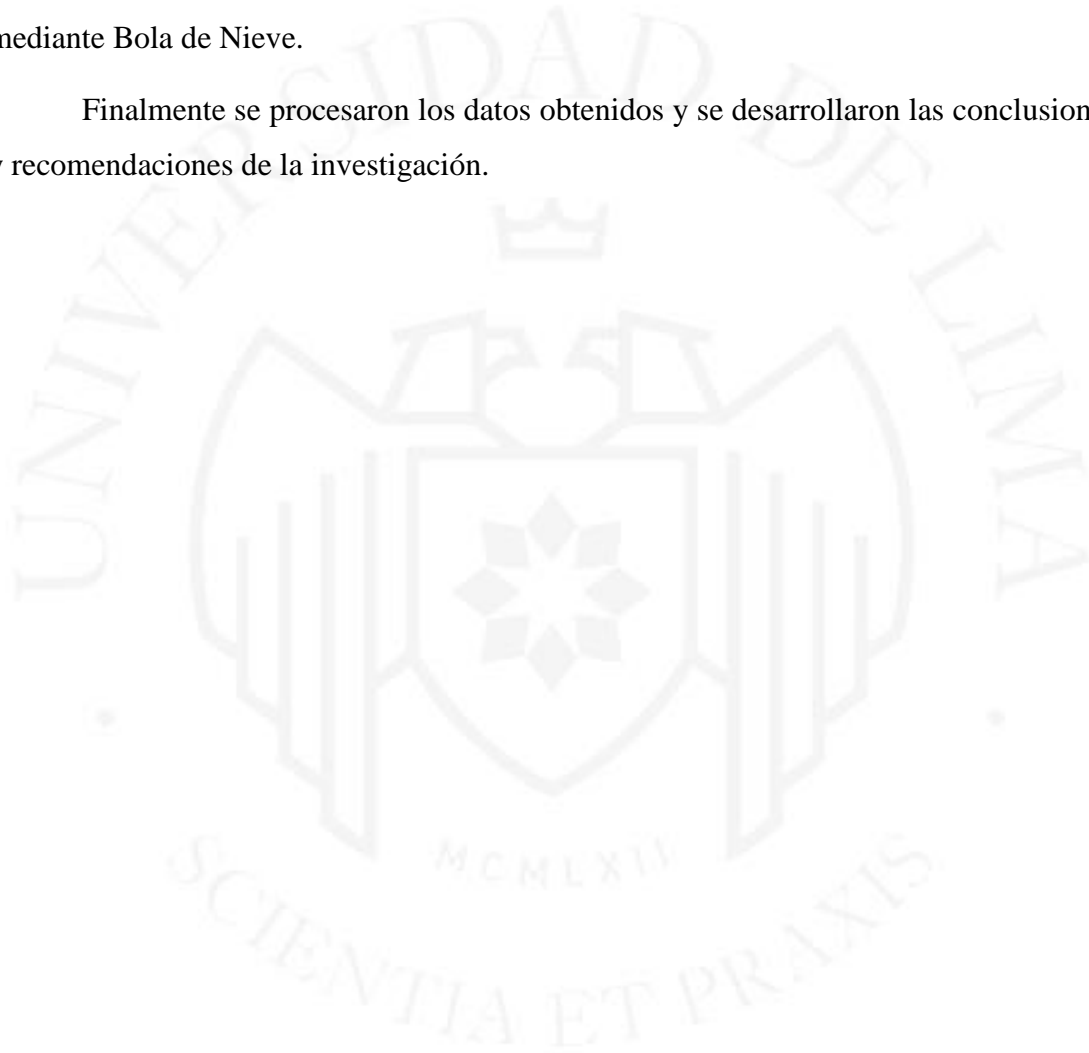 mediante Bola de Nieve.
Finalmente se procesaron los datos obtenidos y se desarrollaron las conclusion
y recomendaciones de la investigación.
UNIVERSIDAD DE LIMA
MCMLXII
SCIENTIA ET PRAXIS